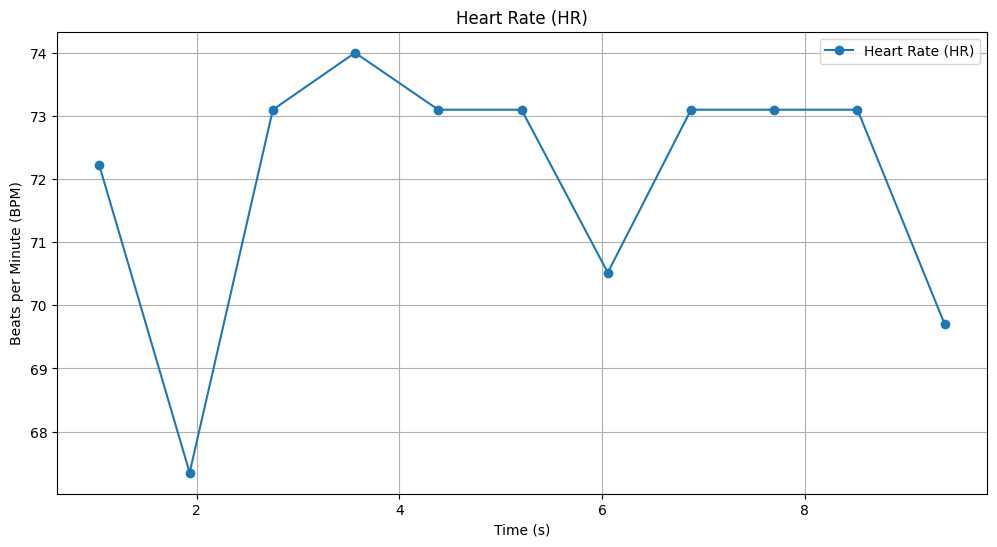 Heart Rate (HR)
Heart Rate (HR)
74
73
72
71
70
69
68
Beats per Minute (BPM)
2 4 6 8
Time (s)